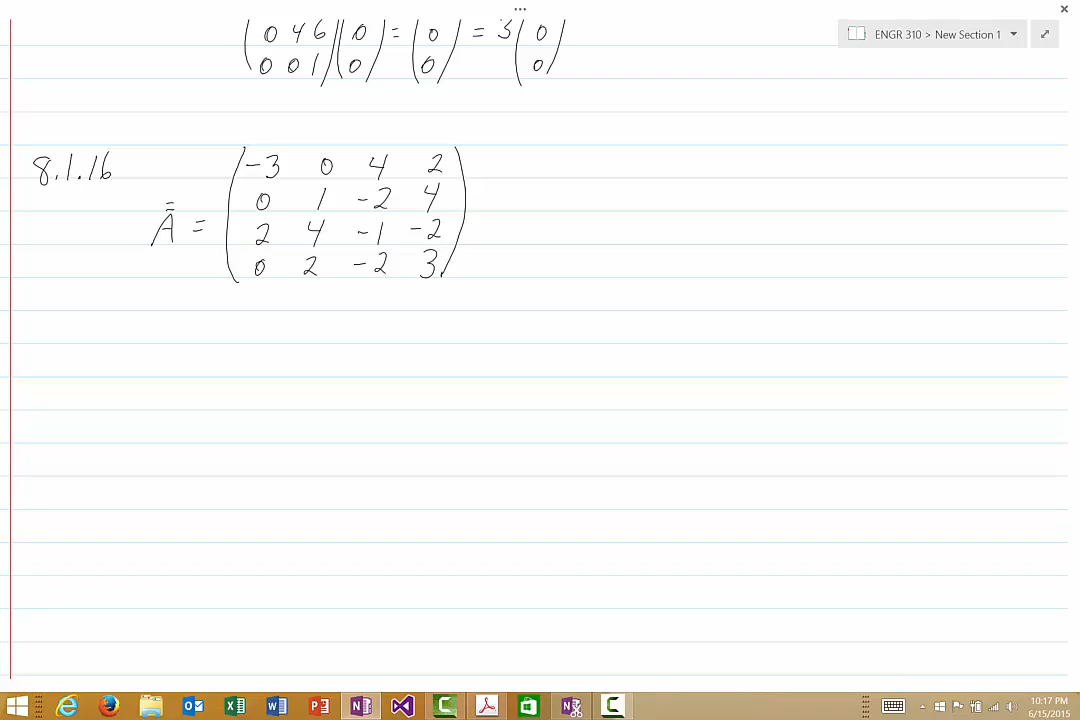 ...
ENGR 310 > New Section 1
0 4 6 0 = 0 = 3 0
0 0 1 0 0 0
8.1.16
-3 0 4 2
0 1 -2 4
A =
2 4 -1 -2
0 2 -2 3
10:17 PM
6/15/2015